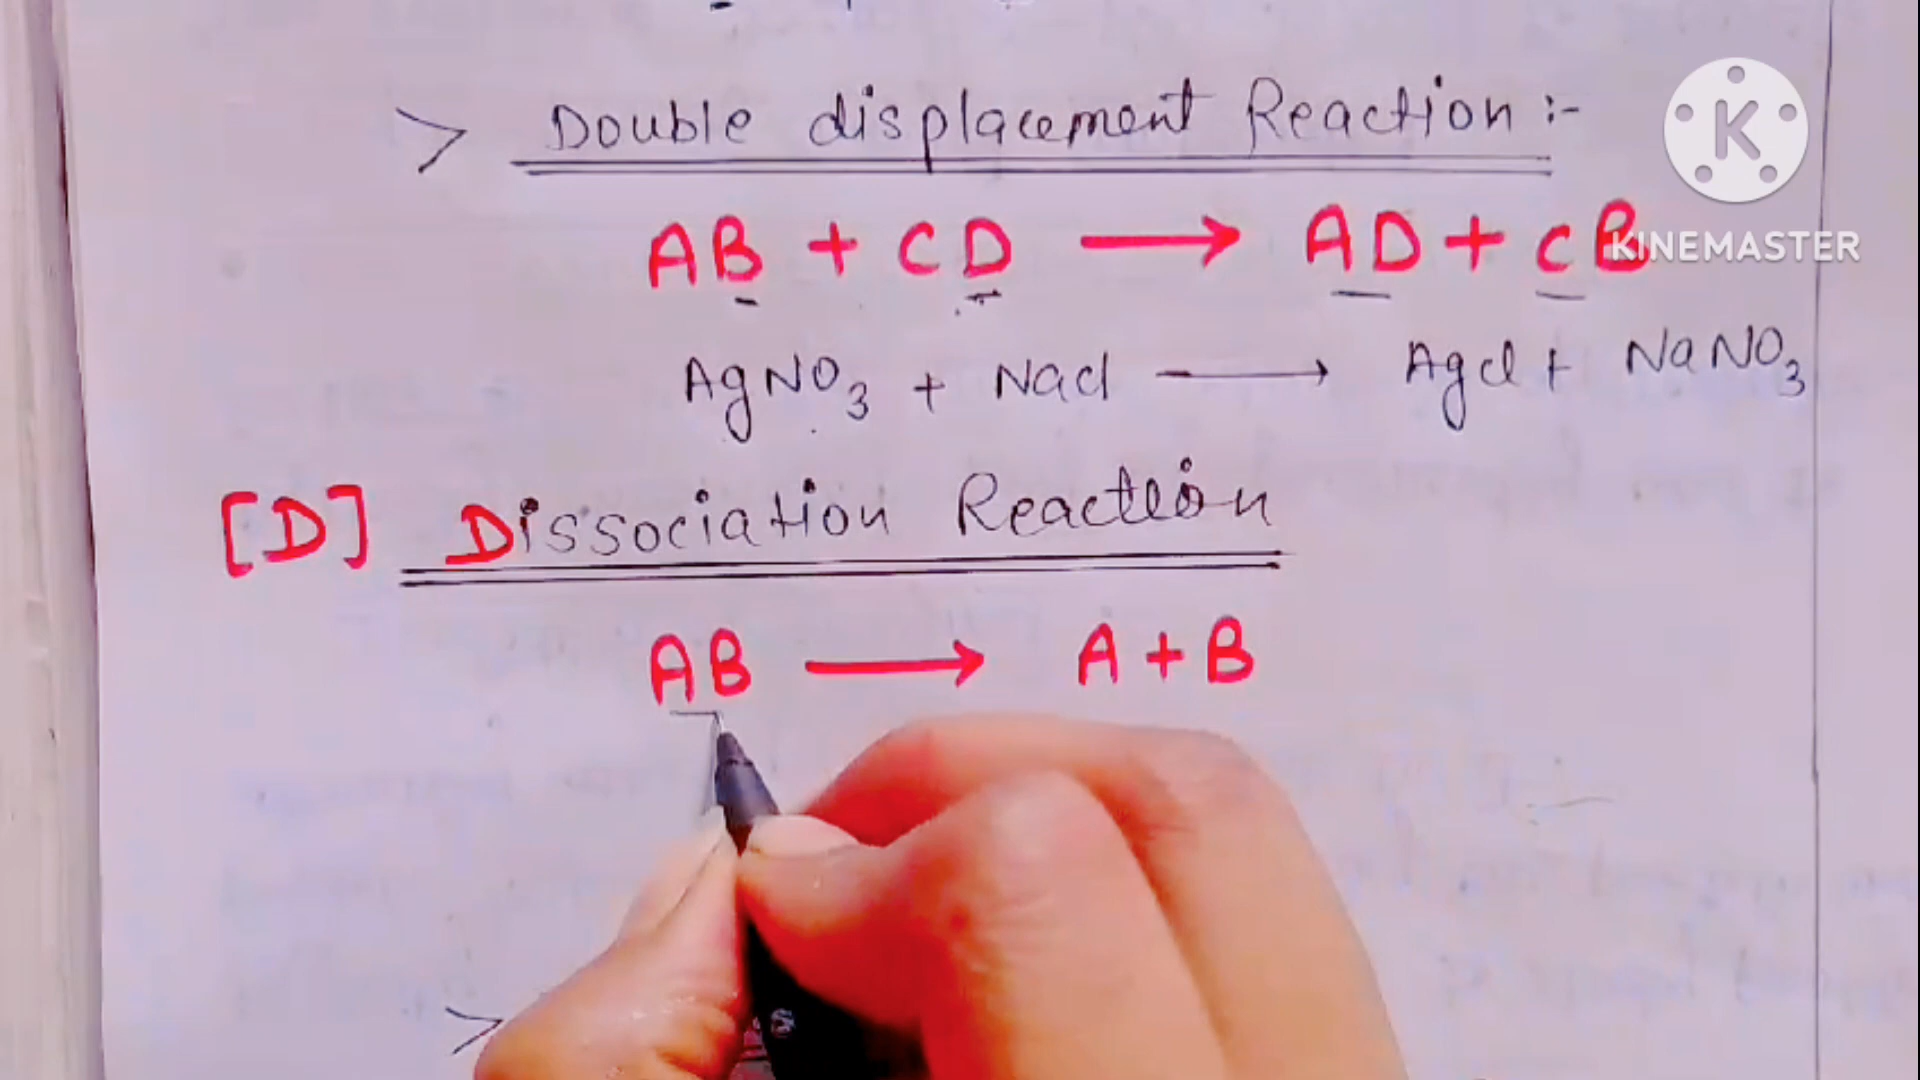 > Double displacement Reaction :-
K
KINEMASTER
AB + CD → AD + CB
AgNO₃ + Nacl → Agcl + NaNO₃
[D] Dissociation Reaction
AB → A + B
>